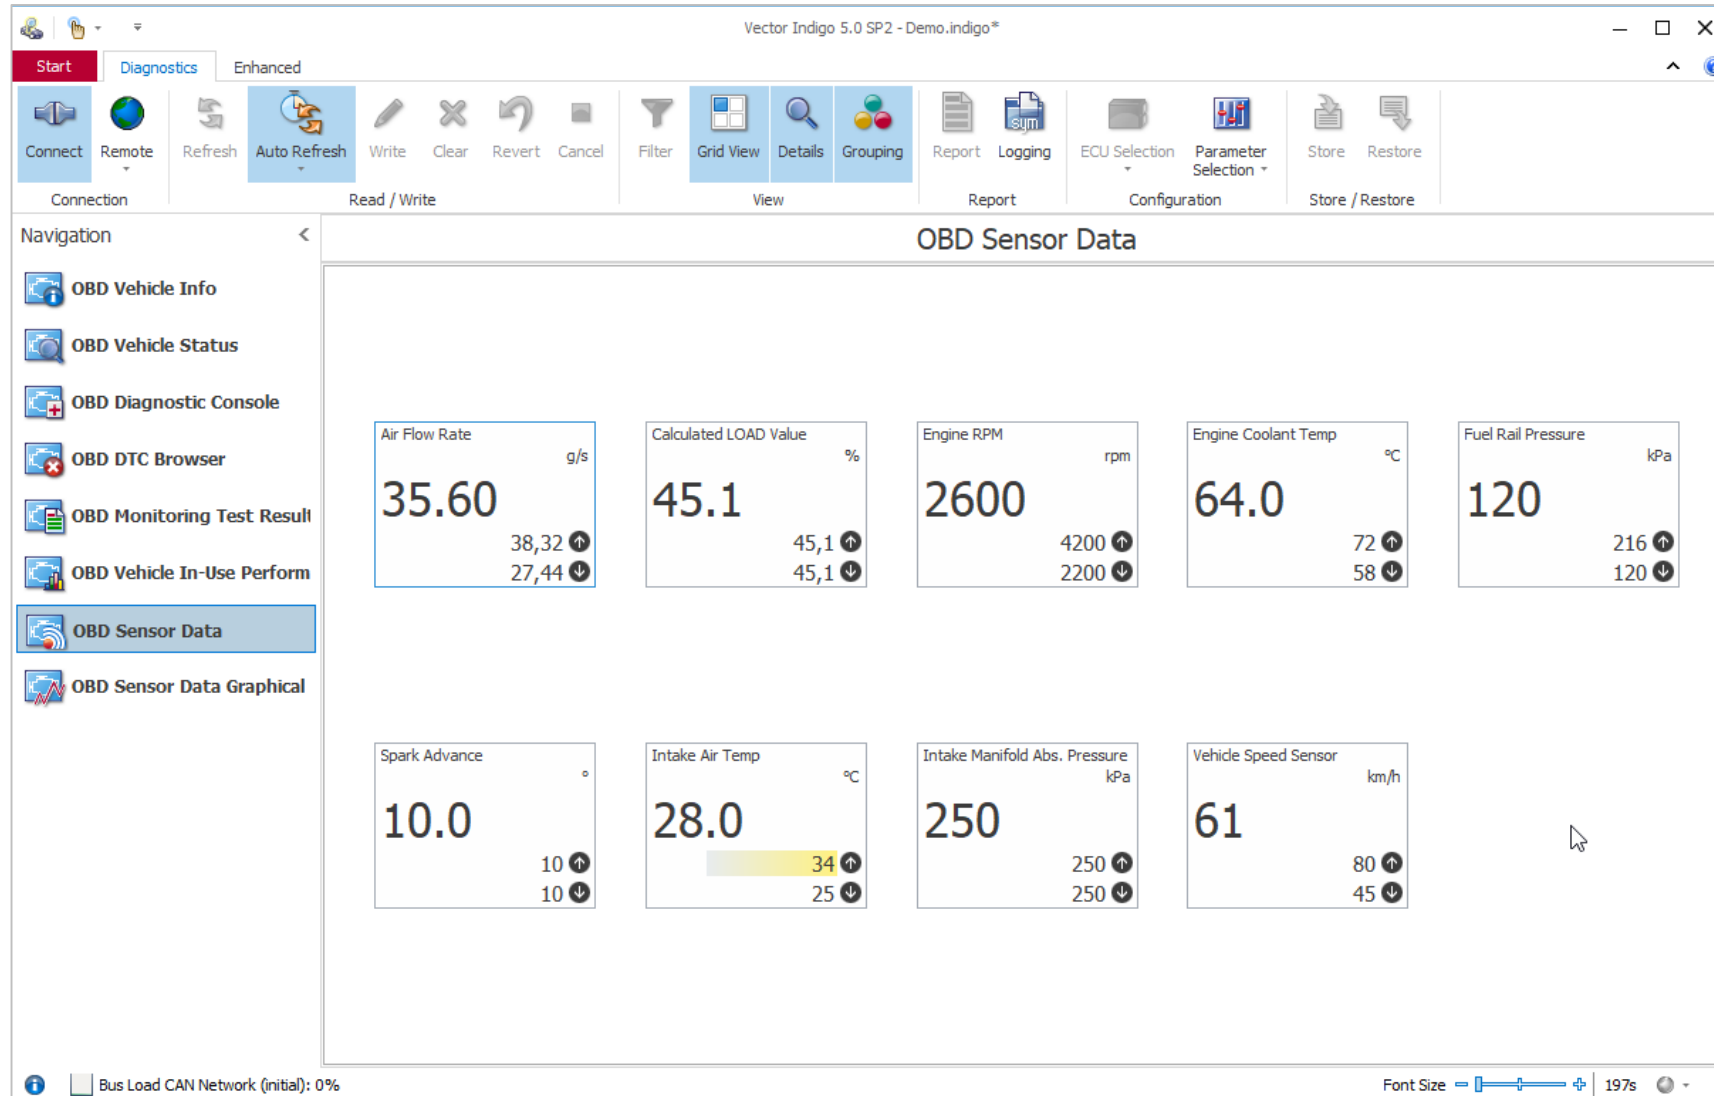 Vector Indigo 5.0 SP2 - Demo.indigo*
Start Diagnostics Enhanced
Connect Remote Refresh Auto Refresh Write Clear Revert Cancel Filter Grid View Details Grouping Report sym Logging ECU Selection Parameter Selection Store Restore
Connection Read / Write View Report Configuration Store / Restore
Navigation
OBD Vehicle Info
OBD Vehicle Status
OBD Diagnostic Console
OBD DTC Browser
OBD Monitoring Test Result
OBD Vehicle In-Use Perform
OBD Sensor Data
OBD Sensor Data Graphical
OBD Sensor Data
Air Flow Rate
g/s
35.60
38,32
27,44
Calculated LOAD Value
%
45.1
45,1
45,1
Engine RPM
rpm
2600
4200
2200
Engine Coolant Temp
°C
64.0
72
58
Fuel Rail Pressure
kPa
120
216
120
Spark Advance
°
10.0
10
10
Intake Air Temp
°C
28.0
34
25
Intake Manifold Abs. Pressure
kPa
250
250
250
Vehicle Speed Sensor
km/h
61
80
45
Bus Load CAN Network (initial): 0% Font Size 197s